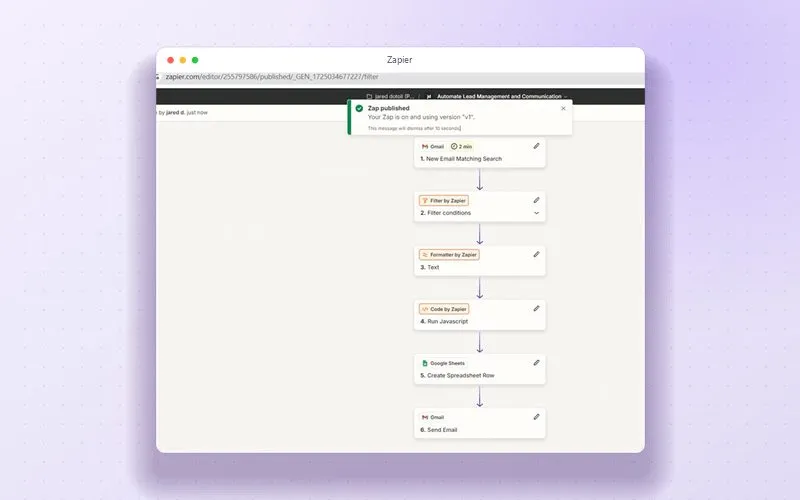 Zapier
zapier.com/editor/255797586/published/_GEN_1725034677227/filter
jared dotoli (P... / Automate Lead Management and Communication
by jared d. just now
Zap published
Your Zap is on and using version "v1".
This message will dismiss after 10 seconds
Gmail 2 min
1. New Email Matching Search
Filter by Zapier
2. Filter conditions
Formatter by Zapier
3. Text
Code by Zapier
4. Run Javascript
Google Sheets
5. Create Spreadsheet Row
Gmail
6. Send Email